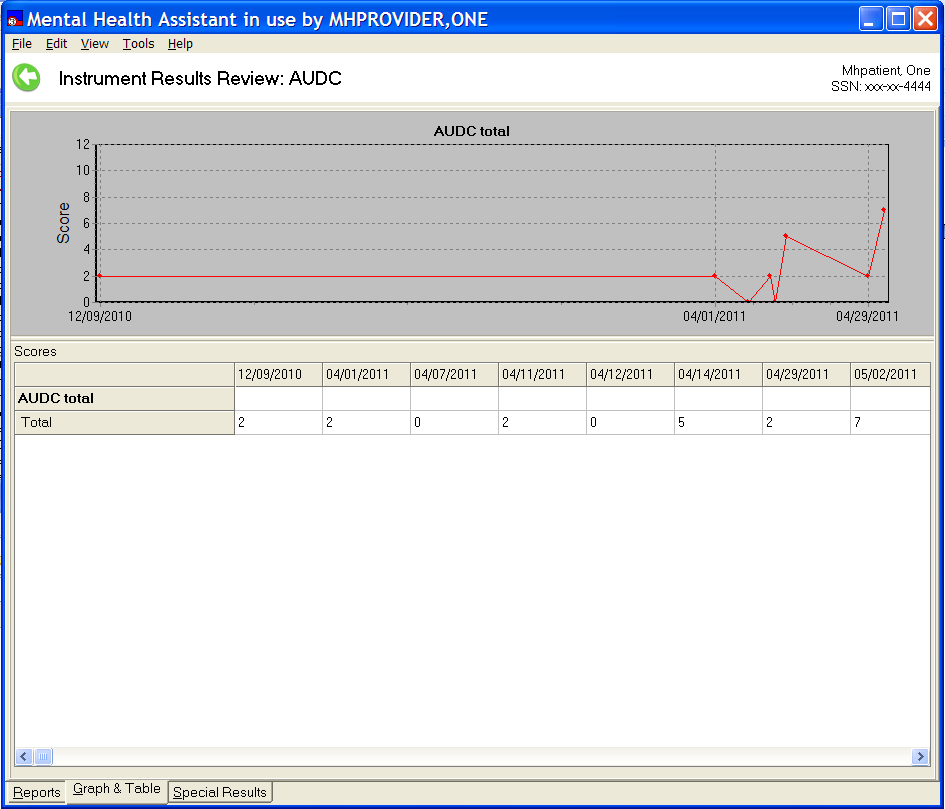 Mental Health Assistant in use by MHPROVIDER,ONE
File Edit View Tools Help
Instrument Results Review: AUDC
Mhpatient, One
SSN: xxx-xx-4444
AUDC total
Score
12
10
8
6
4
2
0
12/09/2010 04/01/2011 04/29/2011
Scores
12/09/2010 04/01/2011 04/07/2011 04/11/2011 04/12/2011 04/14/2011 04/29/2011 05/02/2011
AUDC total
Total 2 2 0 2 0 5 2 7
Reports Graph & Table Special Results